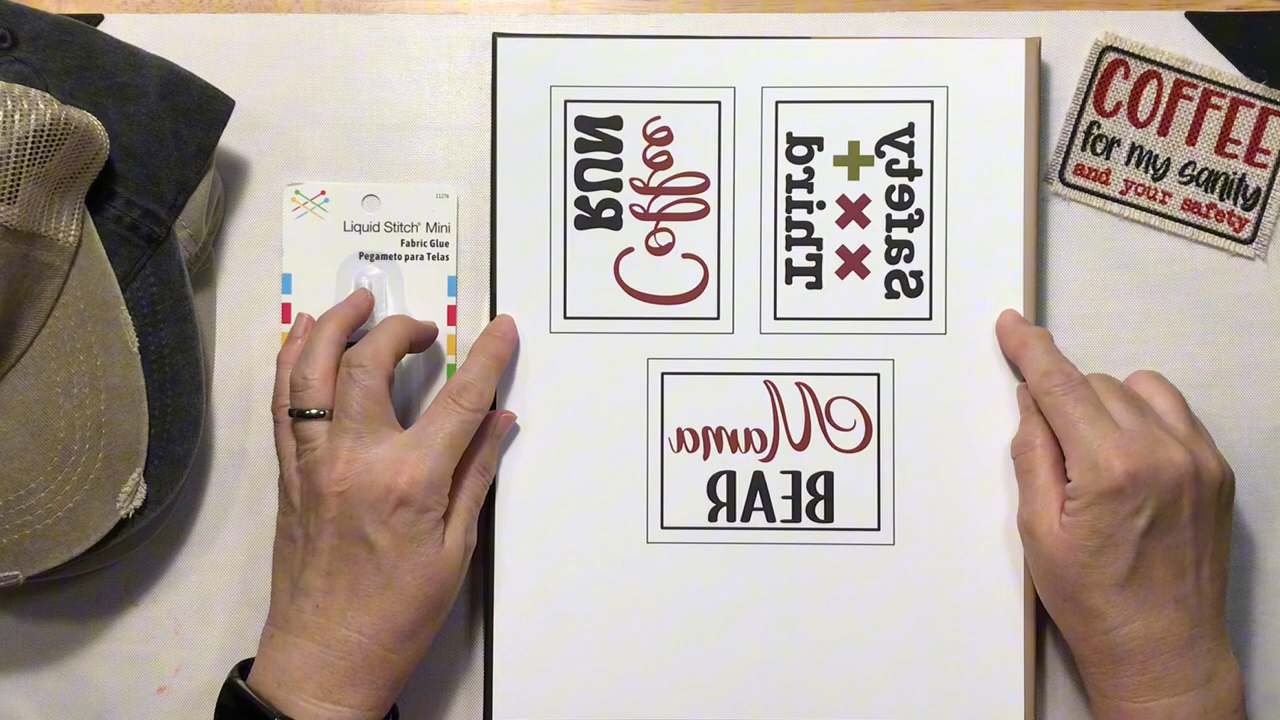 11276
Liquid Stitch® Mini
Fabric Glue
Pegamento para Telas
Coffee
RUN
Safety
Third
Mama
BEAR
COFFEE
for my sanity
and your safety